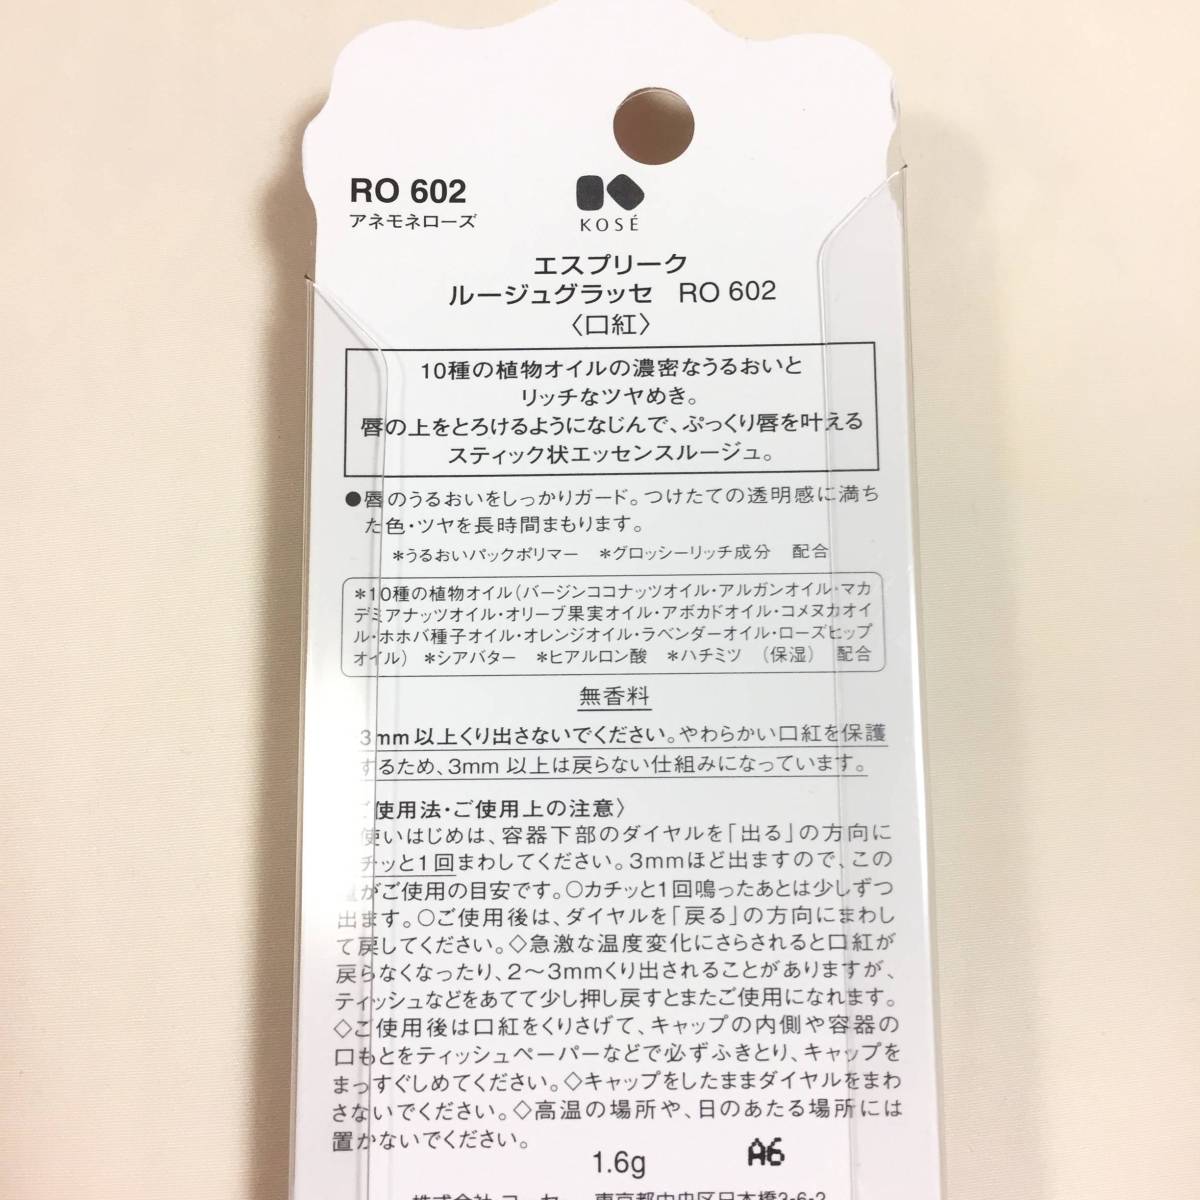 RO 602
アネモネローズ
KOSÉ
エスプリーク
ルージュグラッセ RO 602
〈口紅〉
10種の植物オイルの濃密なうるおいと
リッチなツヤめき。
唇の上をとろけるようになじんで、ぷっくり唇を叶える
スティック状エッセンスルージュ。
●唇のうるおいをしっかりガード。つけたての透明感に満ち
た色・ツヤを長時間まもります。
＊うるおいパックポリマー ＊グロッシーリッチ成分 配合
＊10種の植物オイル（バージンココナッツオイル・アルガンオイル・マカ
デミアナッツオイル・オリーブ果実オイル・アボカドオイル・コメヌカオイ
ル・ホホバ種子オイル・オレンジオイル・ラベンダーオイル・ローズヒップ
オイル）＊シアバター ＊ヒアルロン酸 ＊ハチミツ （保湿） 配合
無香料
3mm以上くり出さないでください。やわらかい口紅を保護
するため、3mm以上は戻らない仕組みになっています。
ご使用法・ご使用上の注意〉
使いはじめは、容器下部のダイヤルを「出る」の方向に
チッと1回まわしてください。3mmほど出ますので、この
がご使用の目安です。○カチッと1回鳴ったあとは少しずつ
出ます。○ご使用後は、ダイヤルを「戻る」の方向にまわし
て戻してください。◇急激な温度変化にさらされると口紅が
戻らなくなったり、2～3mmくり出されることがありますが、
ティッシュなどをあてて少し押し戻すとまたご使用になれます。
◇ご使用後は口紅をくりさげて、キャップの内側や容器の
口もとをティッシュペーパーなどで必ずふきとり、キャップを
まっすぐしめてください。◇キャップをしたままダイヤルをまわ
さないでください。◇高温の場所や、日のあたる場所には
置かないでください。
1.6g
A6
株式会社 コーセー 東京都中央区日本橋3-6-2